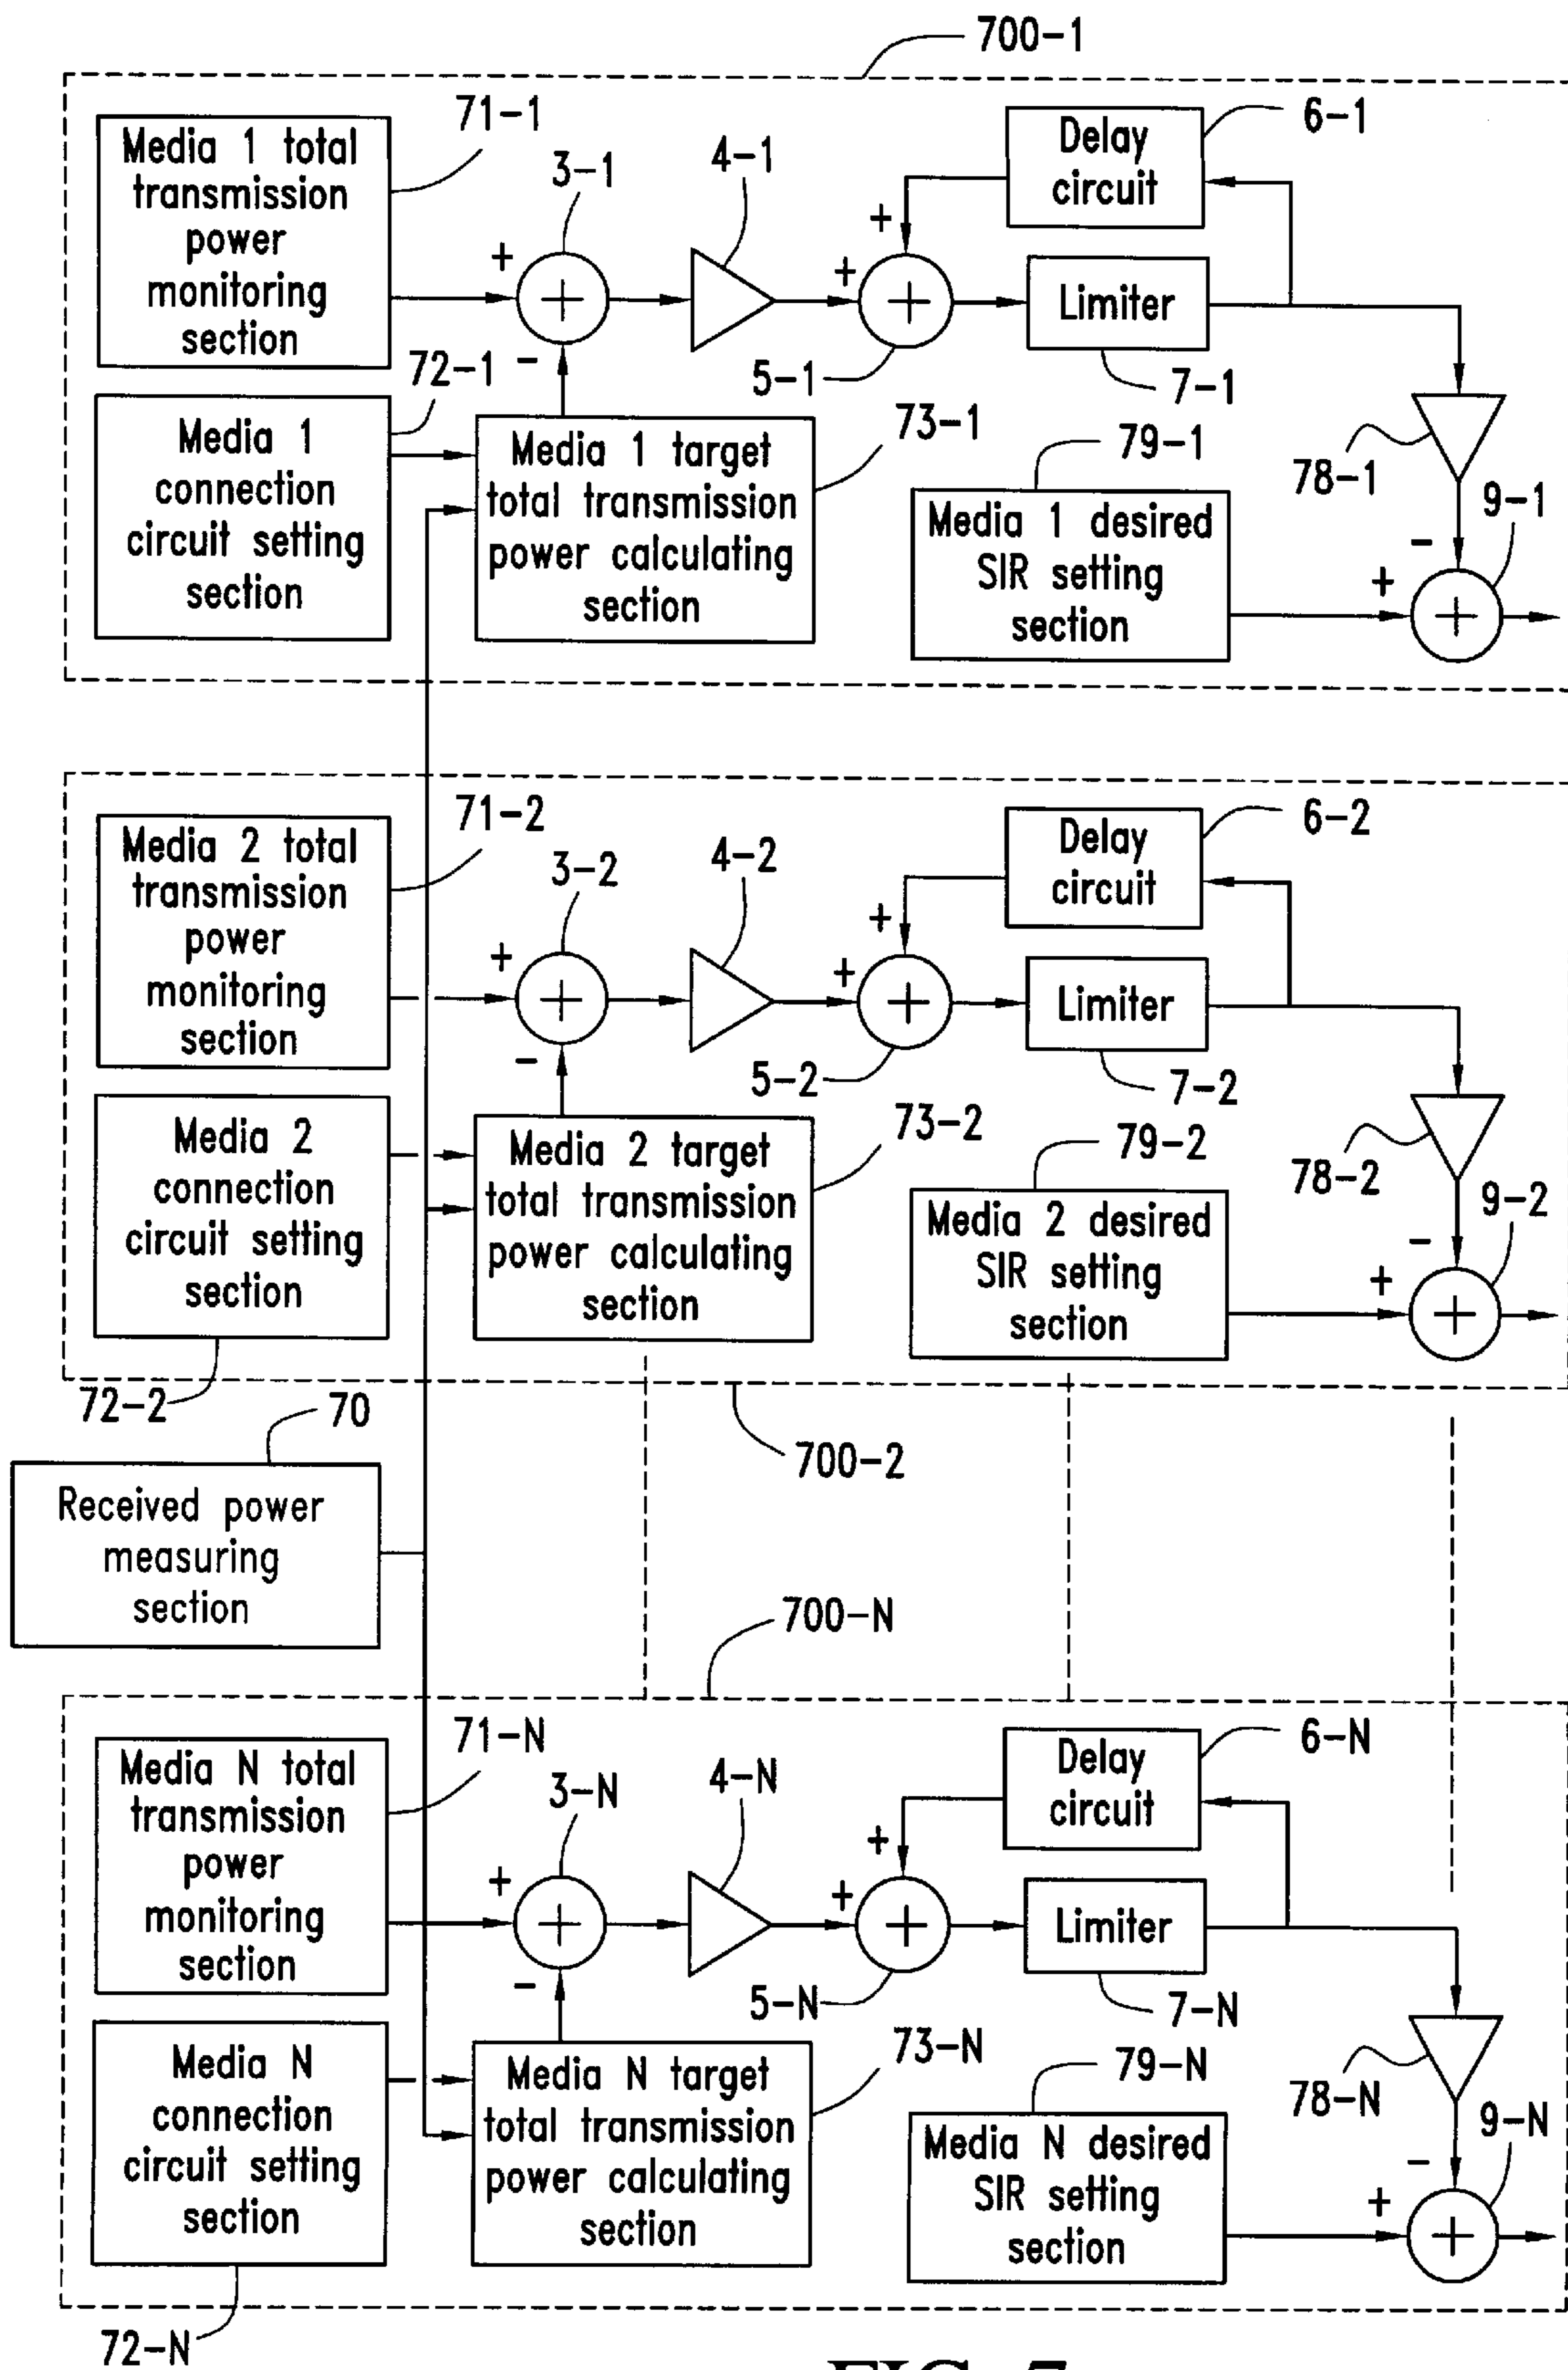 700-1
71-1
Media 1 total
transmission
power
monitoring
section
3-1
4-1
Delay
circuit
6-1
+
+
-
+
+
+
5-1
Limiter
7-1
72-1
Media 1
connection
circuit setting
section
Media 1 target
total transmission
power calculating
section
73-1
79-1
Media 1 desired
SIR setting
section
78-1
9-1
-
+
+
71-2
Media 2 total
transmission
power
monitoring
section
3-2
4-2
Delay
circuit
6-2
+
+
-
+
+
+
5-2
Limiter
7-2
Media 2
connection
circuit setting
section
72-2
Media 2 target
total transmission
power calculating
section
73-2
79-2
Media 2 desired
SIR setting
section
78-2
9-2
-
+
+
700-2
70
Received power
measuring
section
700-N
71-N
Media N total
transmission
power
monitoring
section
3-N
4-N
Delay
circuit
6-N
+
+
-
+
+
+
5-N
Limiter
7-N
Media N
connection
circuit setting
section
72-N
Media N target
total transmission
power calculating
section
73-N
79-N
Media N desired
SIR setting
section
78-N
9-N
-
+
+